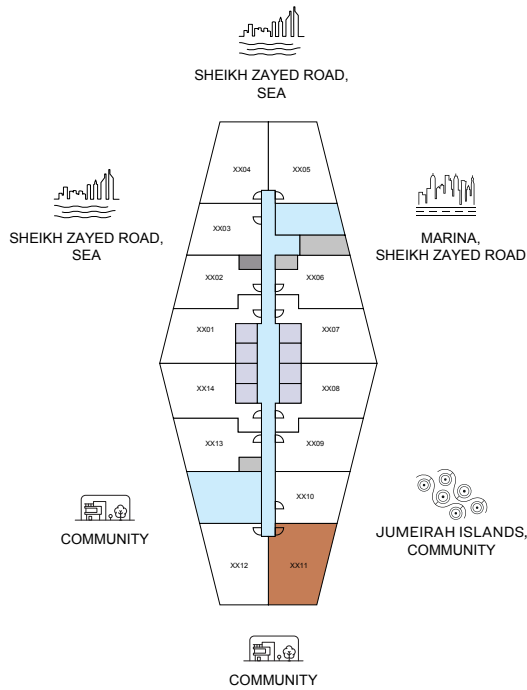 SHEIKH ZAYED ROAD,
SEA
SHEIKH ZAYED ROAD,
SEA
MARINA,
SHEIKH ZAYED ROAD
XX04
XX05
XX03
XX02
XX06
XX01
XX07
XX14
XX08
XX13
XX09
XX10
XX12
XX11
COMMUNITY
JUMEIRAH ISLANDS,
COMMUNITY
COMMUNITY